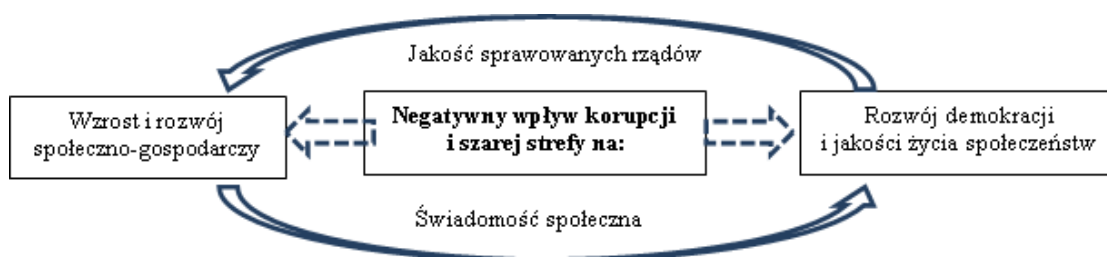 Jakość sprawowanych rządów
Wzrost i rozwój
społeczno-gospodarczy
Negatywny wpływ korupcji
i szarej strefy na:
Rozwój demokracji
i jakości życia społeczeństw
Świadomość społeczna